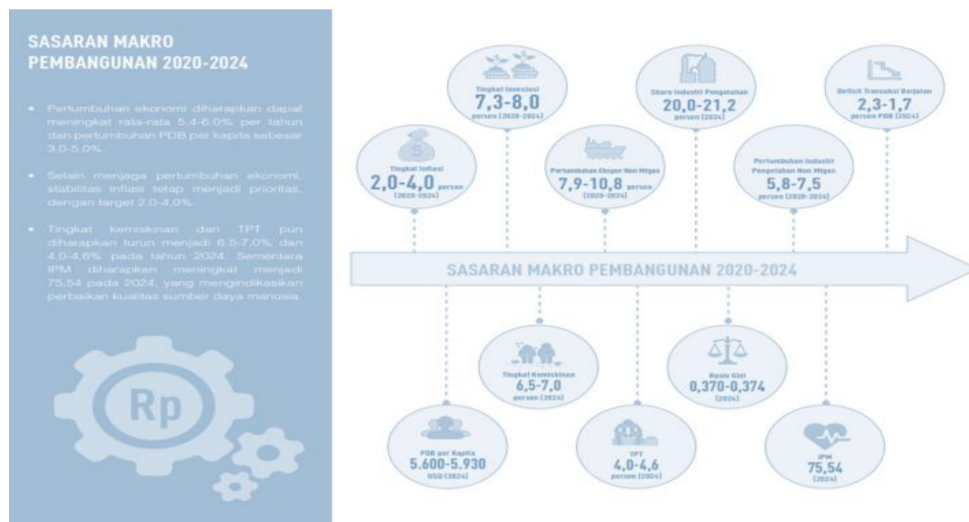 SASARAN MAKRO
PEMBANGUNAN 2020-2024
• Pertumbuhan ekonomi diharapkan dapat
meningkat rata-rata 5,4-6,0% per tahun
dan pertumbuhan PDB per kapita sebesar
3,0-5,0%.
• Selain menjaga pertumbuhan ekonomi,
stabilitas inflasi tetap menjadi prioritas,
dengan target 2,0-4,0%.
• Tingkat kemiskinan dan TPT pun
diharapkan turun menjadi 6,5-7,0% dan
4,0-4,6% pada tahun 2024. Sementara
IPM diharapkan meningkat menjadi
75,54 pada 2024, yang mengindikasikan
perbaikan kualitas sumber daya manusia.
Rp
Tingkat Inflasi
2,0-4,0 persen
(2020-2024)
Tingkat Investasi
7,3-8,0
persen (2020-2024)
Pertumbuhan Ekspor Non Migas
7,9-10,8 persen
(2020-2024)
Share Industri Pengolahan
20,0-21,2
persen (2024)
Pertumbuhan Industri
Pengolahan Non Migas
5,8-7,5
persen (2020-2024)
Defisit Transaksi Berjalan
2,3-1,7
persen PDB (2024)
SASARAN MAKRO PEMBANGUNAN 2020-2024
PDB per Kapita
5.600-5.930
USD (2024)
Tingkat Kemiskinan
6,5-7,0
persen (2024)
TPT
4,0-4,6
persen (2024)
Rasio Gini
0,370-0,374
(2024)
IPM
75,54
(2024)